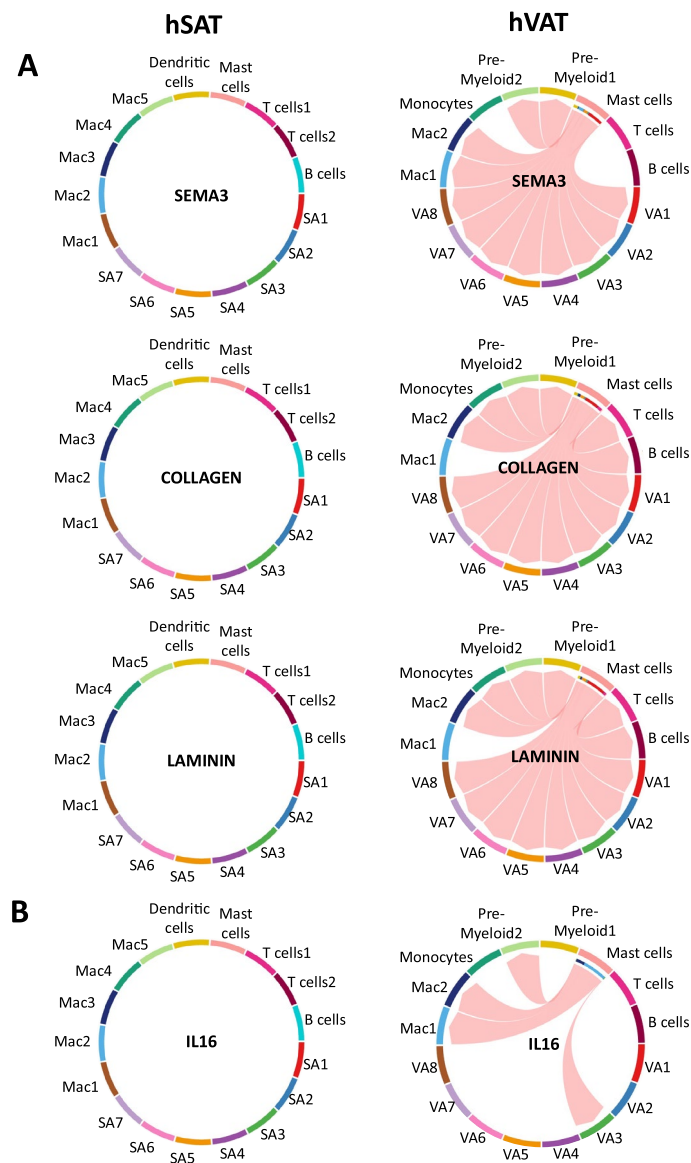 hSAT
hVAT
A
Dendritic
cells
Mast
cells
T cells1
T cells2
B cells
SA1
SA2
SA3
SA4
SA5
SA6
SA7
Mac1
Mac2
Mac3
Mac4
Mac5
SEMA3
Pre-
Myeloid2
Pre-
Myeloid1
Mast cells
T cells
B cells
VA1
VA2
VA3
VA4
VA5
VA6
VA7
VA8
Mac1
Mac2
Monocytes
SEMA3
Dendritic
cells
Mast
cells
T cells1
T cells2
B cells
SA1
SA2
SA3
SA4
SA5
SA6
SA7
Mac1
Mac2
Mac3
Mac4
Mac5
COLLAGEN
Pre-
Myeloid2
Pre-
Myeloid1
Mast cells
T cells
B cells
VA1
VA2
VA3
VA4
VA5
VA6
VA7
VA8
Mac1
Mac2
Monocytes
COLLAGEN
Dendritic
cells
Mast
cells
T cells1
T cells2
B cells
SA1
SA2
SA3
SA4
SA5
SA6
SA7
Mac1
Mac2
Mac3
Mac4
Mac5
LAMININ
Pre-
Myeloid2
Pre-
Myeloid1
Mast cells
T cells
B cells
VA1
VA2
VA3
VA4
VA5
VA6
VA7
VA8
Mac1
Mac2
Monocytes
LAMININ
B
Dendritic
cells
Mast
cells
T cells1
T cells2
B cells
SA1
SA2
SA3
SA4
SA5
SA6
SA7
Mac1
Mac2
Mac3
Mac4
Mac5
IL16
Pre-
Myeloid2
Pre-
Myeloid1
Mast cells
T cells
B cells
VA1
VA2
VA3
VA4
VA5
VA6
VA7
VA8
Mac1
Mac2
Monocytes
IL16